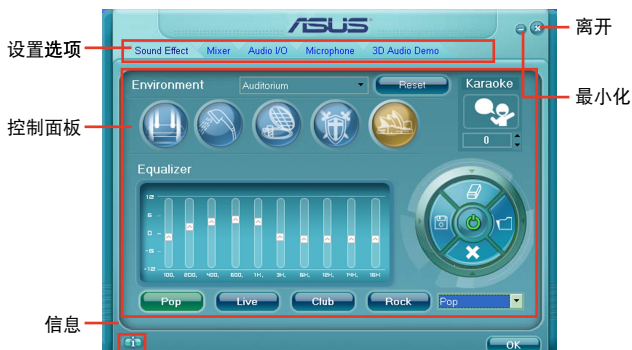 ASUS
离开
设置选项
Sound Effect Mixer Audio I/O Microphone 3D Audio Demo
最小化
Environment Auditorium Reset Karaoke
控制面板
0
Equalizer
12
6
0
-6
-12
100, 200, 400, 600, 1K, 3K, 6K, 12K, 14K, 16K
Pop Live Club Rock Pop
信息
i OK